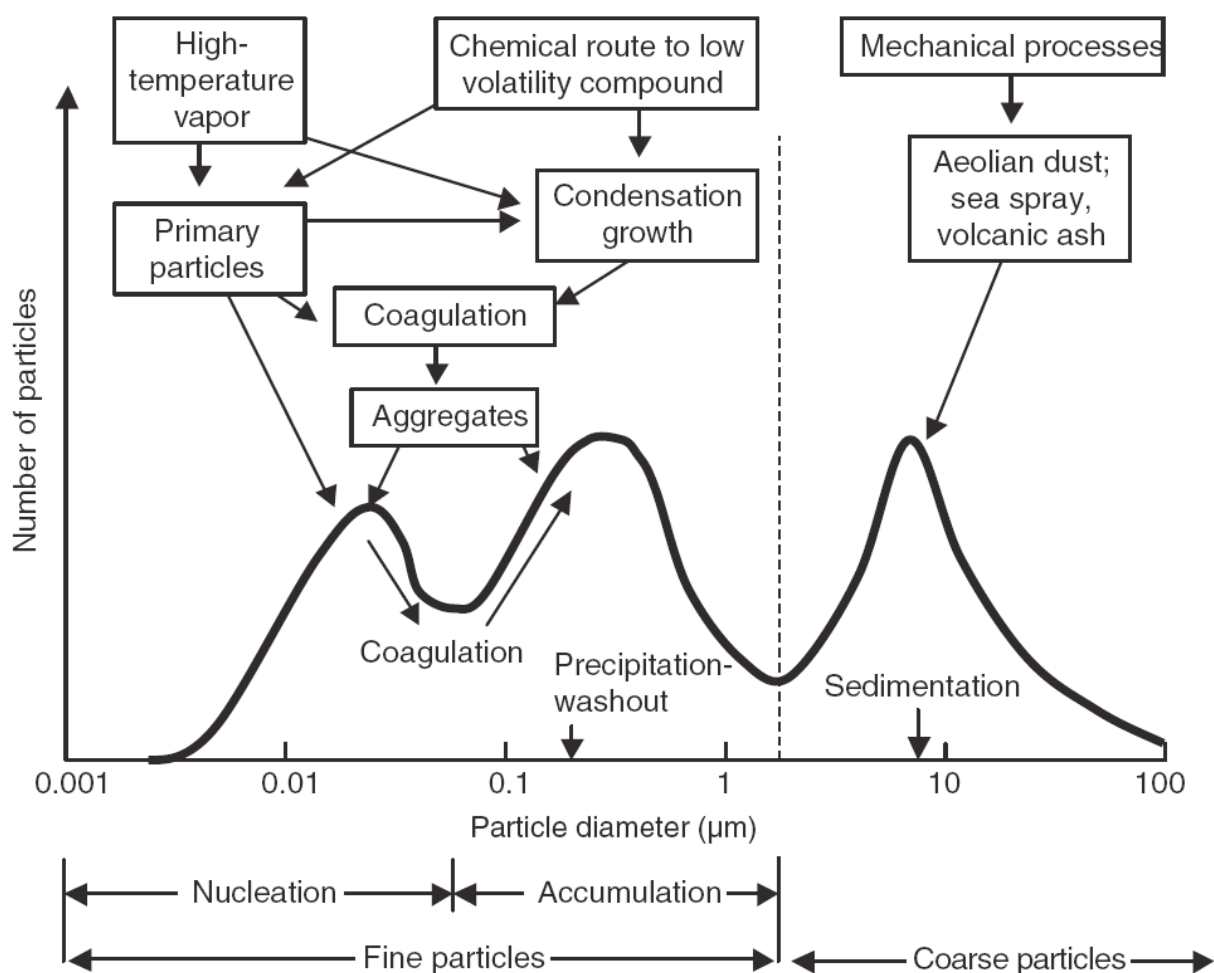 High-
temperature
vapor
Chemical route to low
volatility compound
Mechanical processes
Primary
particles
Condensation
growth
Aeolian dust;
sea spray,
volcanic ash
Coagulation
Aggregates
Number of particles
Coagulation
Precipitation-
washout
Sedimentation
0.001 0.01 0.1 1 10 100
Particle diameter (µm)
Nucleation Accumulation
Fine particles Coarse particles